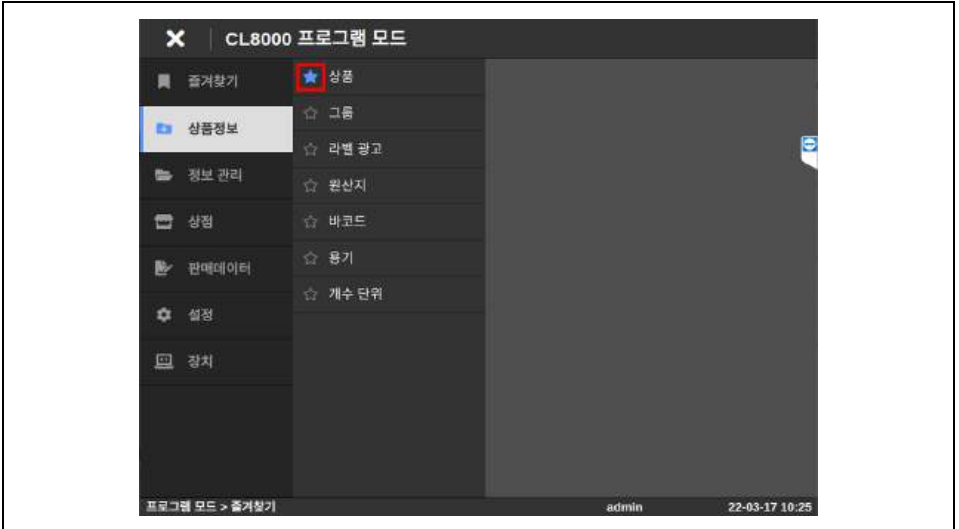 CL8000 프로그램 모드
즐겨찾기
상품정보
정보 관리
상점
판매데이터
설정
장치
상품
그룹
라벨 광고
원산지
바코드
용기
개수 단위
프로그램 모드 > 즐겨찾기
admin
22-03-17 10:25